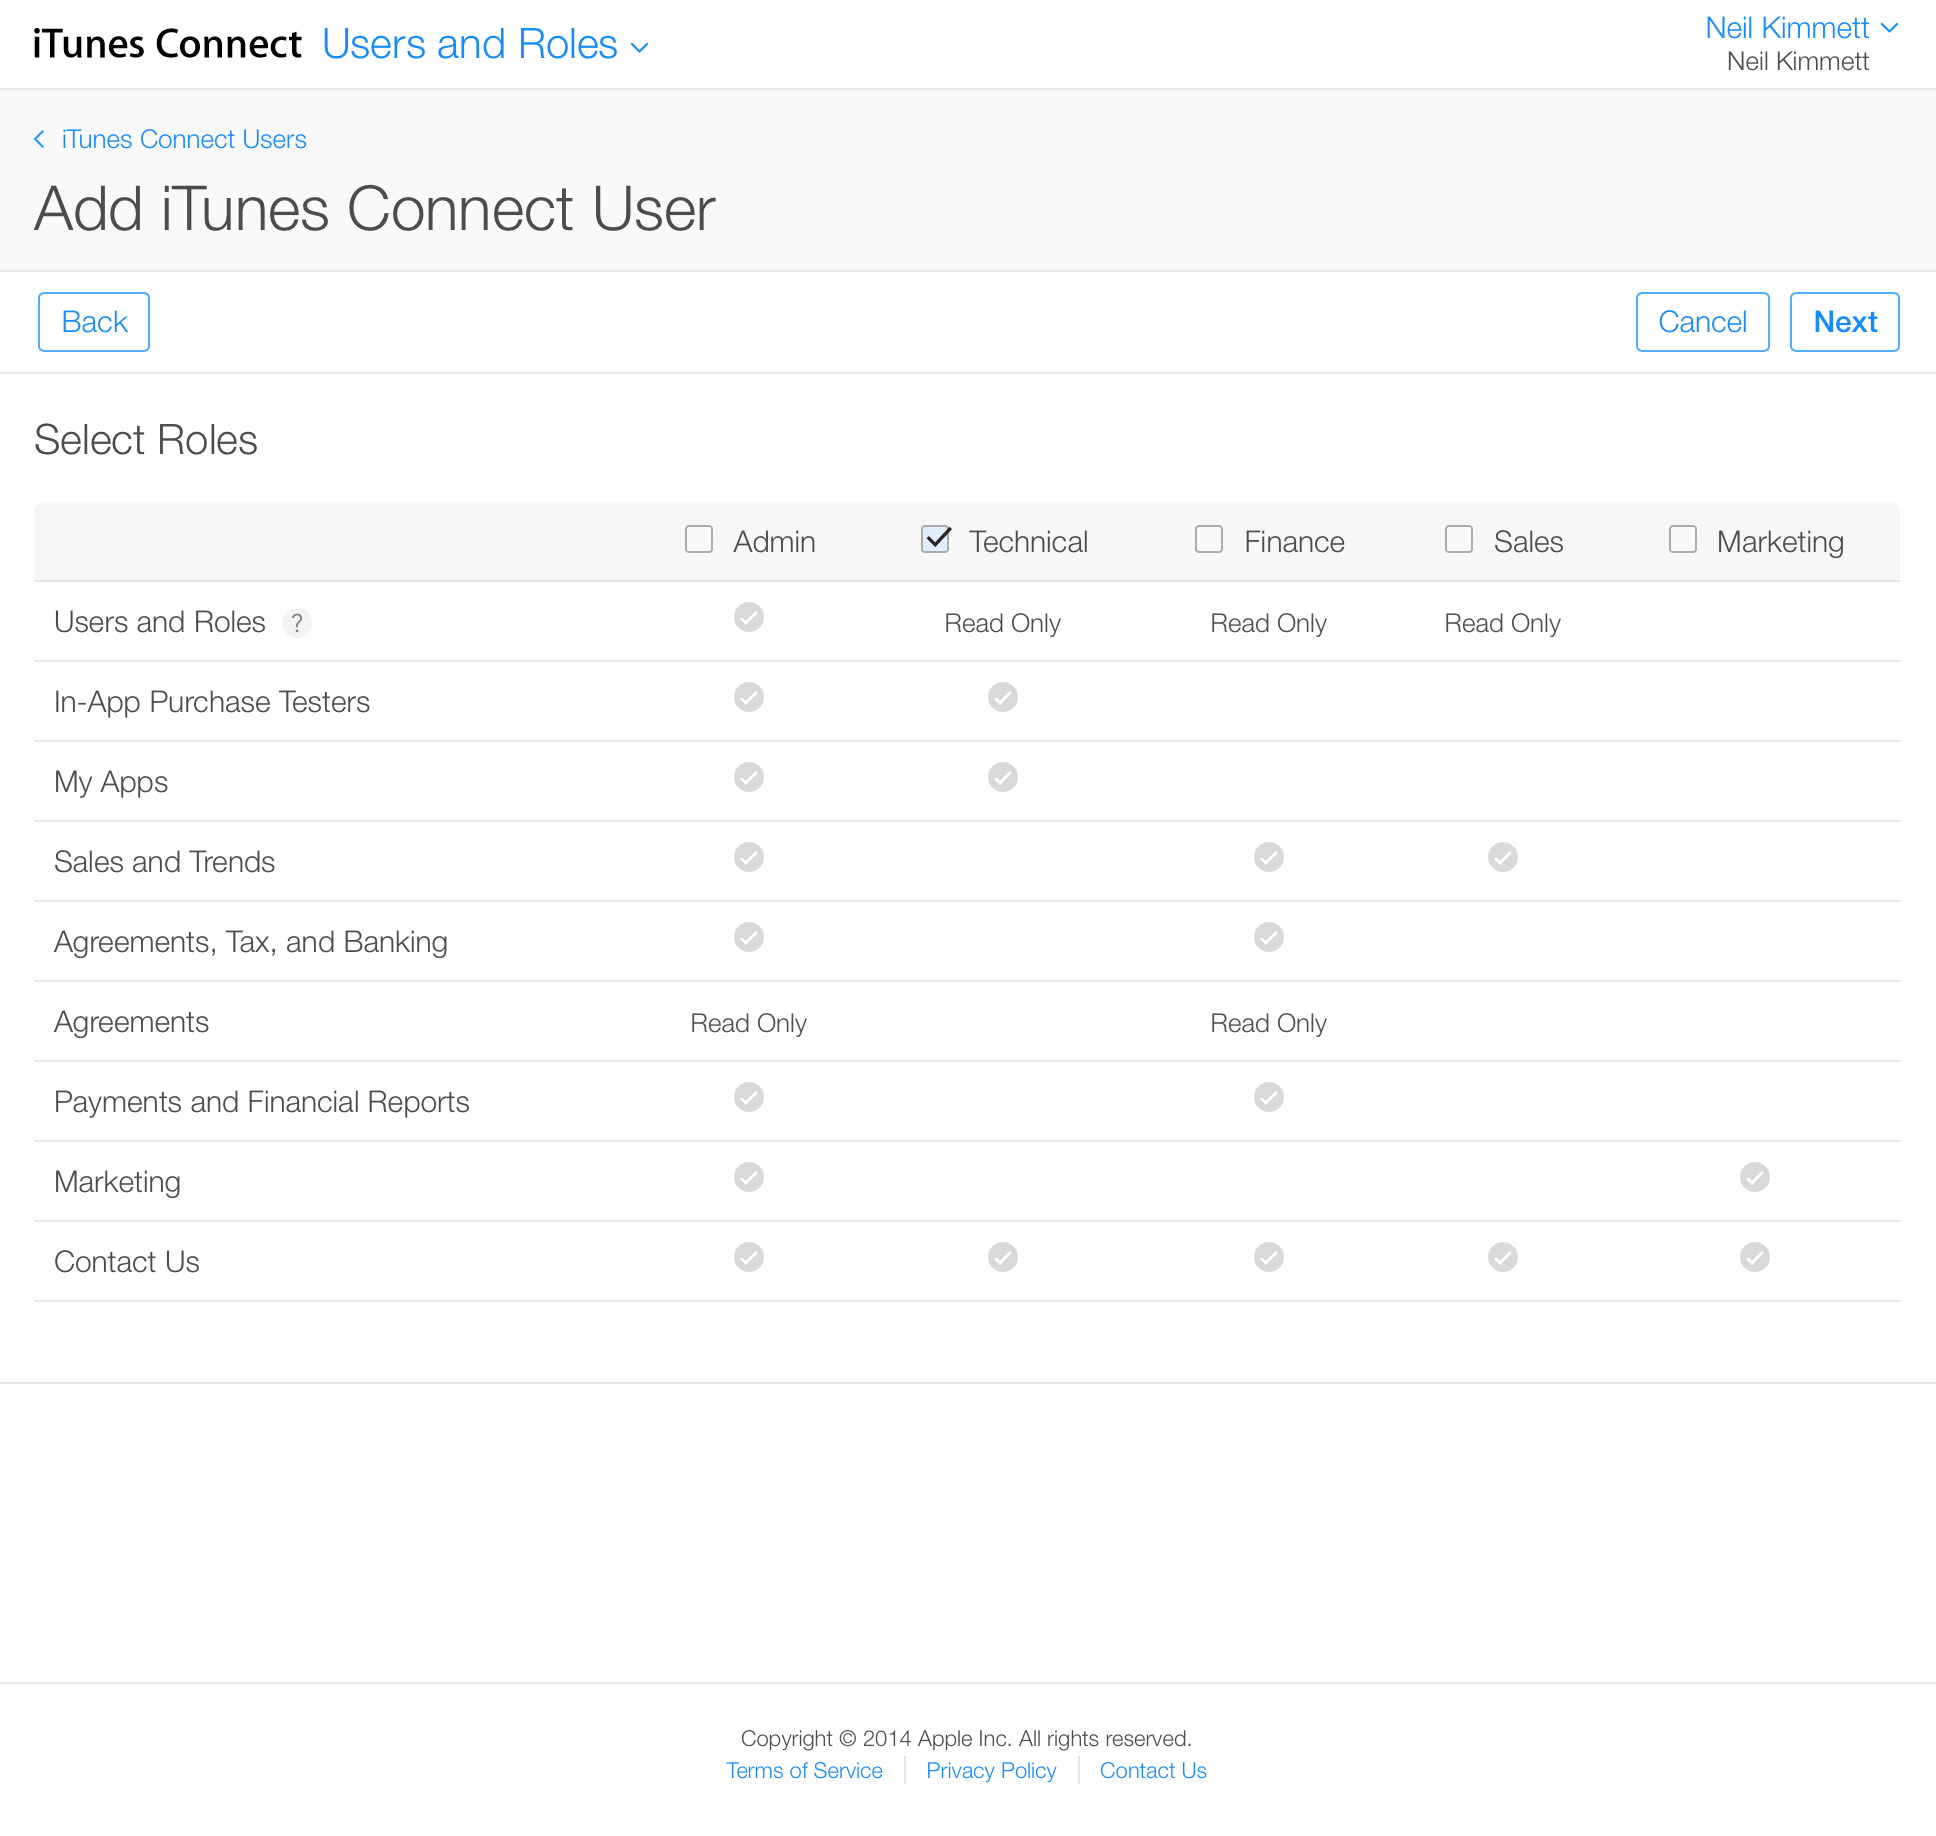 iTunes Connect Users and Roles
Neil Kimmett
Neil Kimmett
iTunes Connect Users
Add iTunes Connect User
Back Cancel Next
Select Roles
Admin Technical Finance Sales Marketing
Users and Roles ? Read Only Read Only Read Only
In-App Purchase Testers
My Apps
Sales and Trends
Agreements, Tax, and Banking
Agreements Read Only Read Only
Payments and Financial Reports
Marketing
Contact Us
Copyright © 2014 Apple Inc. All rights reserved.
Terms of Service Privacy Policy Contact Us